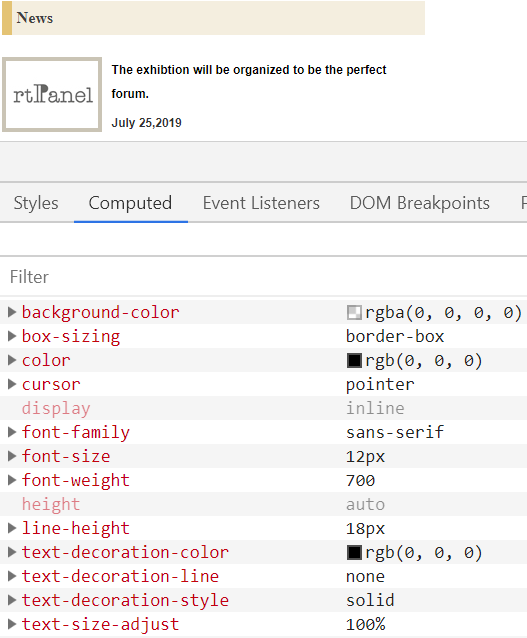 News
rtPanel
The exhibtion will be organized to be the perfect
forum.
July 25,2019
Styles Computed Event Listeners DOM Breakpoints
Filter
background-color rgba(0, 0, 0, 0)
box-sizing border-box
color rgb(0, 0, 0)
cursor pointer
display inline
font-family sans-serif
font-size 12px
font-weight 700
height auto
line-height 18px
text-decoration-color rgb(0, 0, 0)
text-decoration-line none
text-decoration-style solid
text-size-adjust 100%